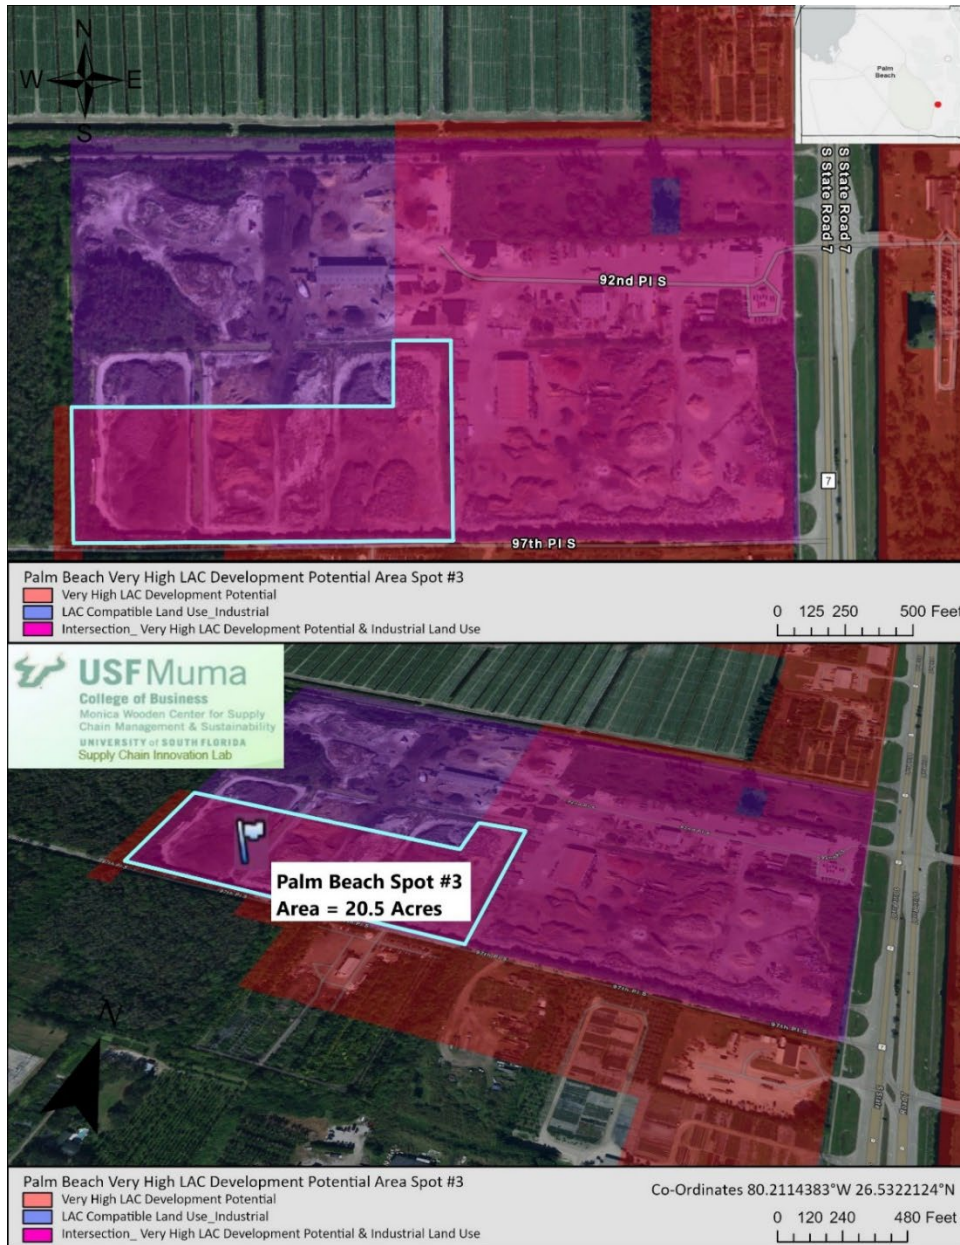 N
W E
S
Palm
Beach
S State Road 7
S State Road 7
92nd Pl S
7
97th Pl S
Palm Beach Very High LAC Development Potential Area Spot #3
Very High LAC Development Potential
LAC Compatible Land Use_Industrial
Intersection_ Very High LAC Development Potential & Industrial Land Use
0 125 250 500 Feet
USF Muma
College of Business
Monica Wooden Center for Supply
Chain Management & Sustainability
UNIVERSITY of SOUTH FLORIDA
Supply Chain Innovation Lab
Palm Beach Spot #3
Area = 20.5 Acres
97th Pl S
97th Pl S
N
Palm Beach Very High LAC Development Potential Area Spot #3
Very High LAC Development Potential
LAC Compatible Land Use_Industrial
Intersection_ Very High LAC Development Potential & Industrial Land Use
Co-Ordinates 80.2114383°W 26.5322124°N
0 120 240 480 Feet